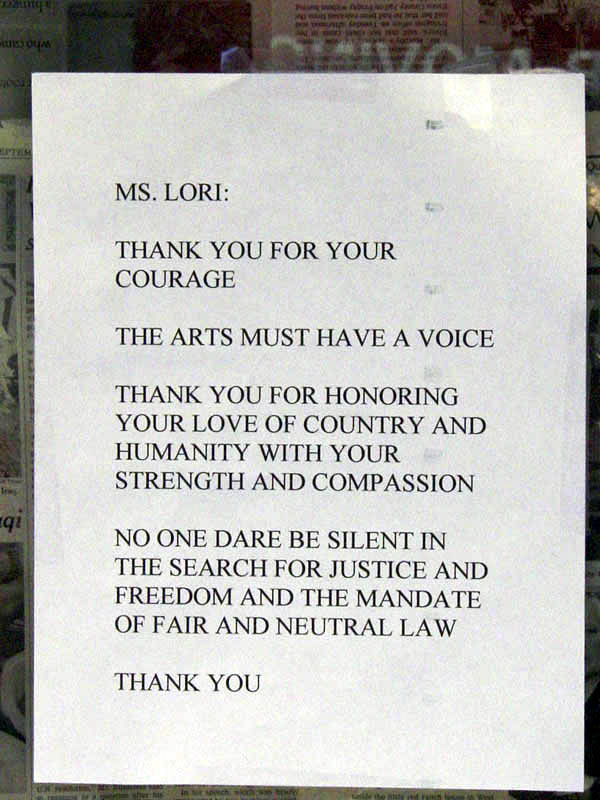 MS. LORI:
THANK YOU FOR YOUR
COURAGE
THE ARTS MUST HAVE A VOICE
THANK YOU FOR HONORING
YOUR LOVE OF COUNTRY AND
HUMANITY WITH YOUR
STRENGTH AND COMPASSION
NO ONE DARE BE SILENT IN
THE SEARCH FOR JUSTICE AND
FREEDOM AND THE MANDATE
OF FAIR AND NEUTRAL LAW
THANK YOU